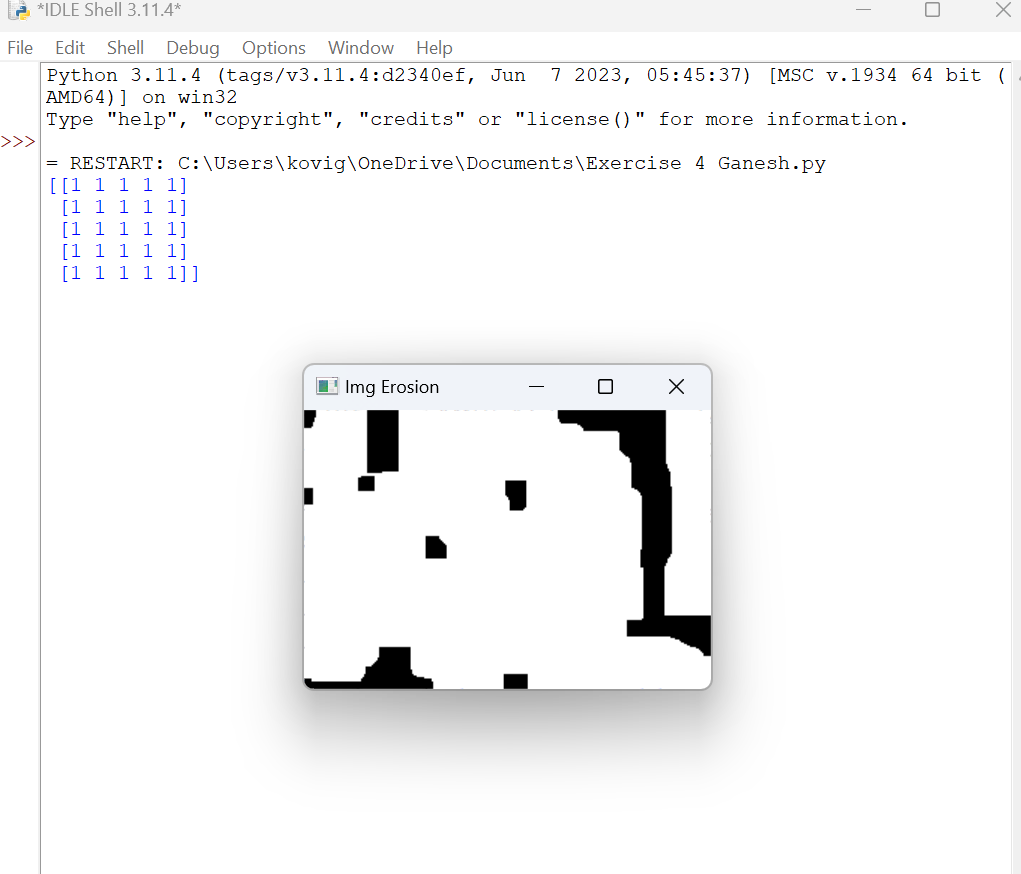 *IDLE Shell 3.11.4*
File Edit Shell Debug Options Window Help
Python 3.11.4 (tags/v3.11.4:d2340ef, Jun  7 2023, 05:45:37) [MSC v.1934 64 bit (
AMD64)] on win32
Type "help", "copyright", "credits" or "license()" for more information.
>>>
= RESTART: C:\Users\kovig\OneDrive\Documents\Exercise 4 Ganesh.py
[[1 1 1 1 1]
 [1 1 1 1 1]
 [1 1 1 1 1]
 [1 1 1 1 1]
 [1 1 1 1 1]]
Img Erosion